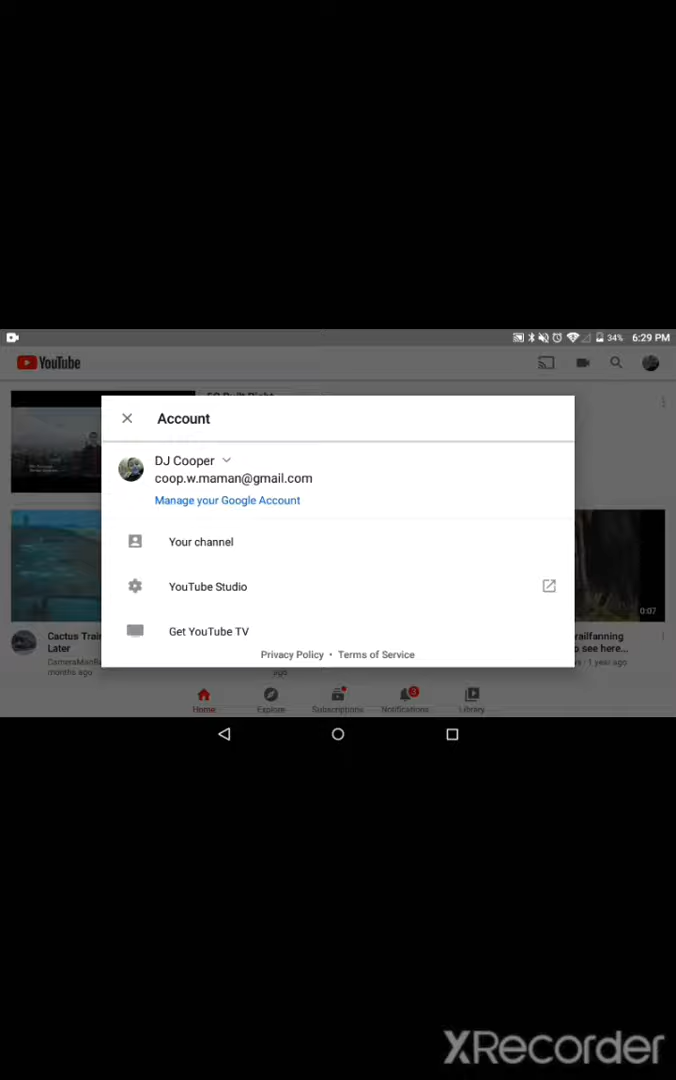 34% 6:29 PM
YouTube
Account
DJ Cooper
coop.w.maman@gmail.com
Manage your Google Account
Your channel
YouTube Studio
Get YouTube TV
Privacy Policy • Terms of Service
0:07
Cactus Trai
Later
months ago
ago
railfanning
o see here...
s • 1 year ago
Home
Explore
Subscriptions
3
Notifications
Library
XRecorder